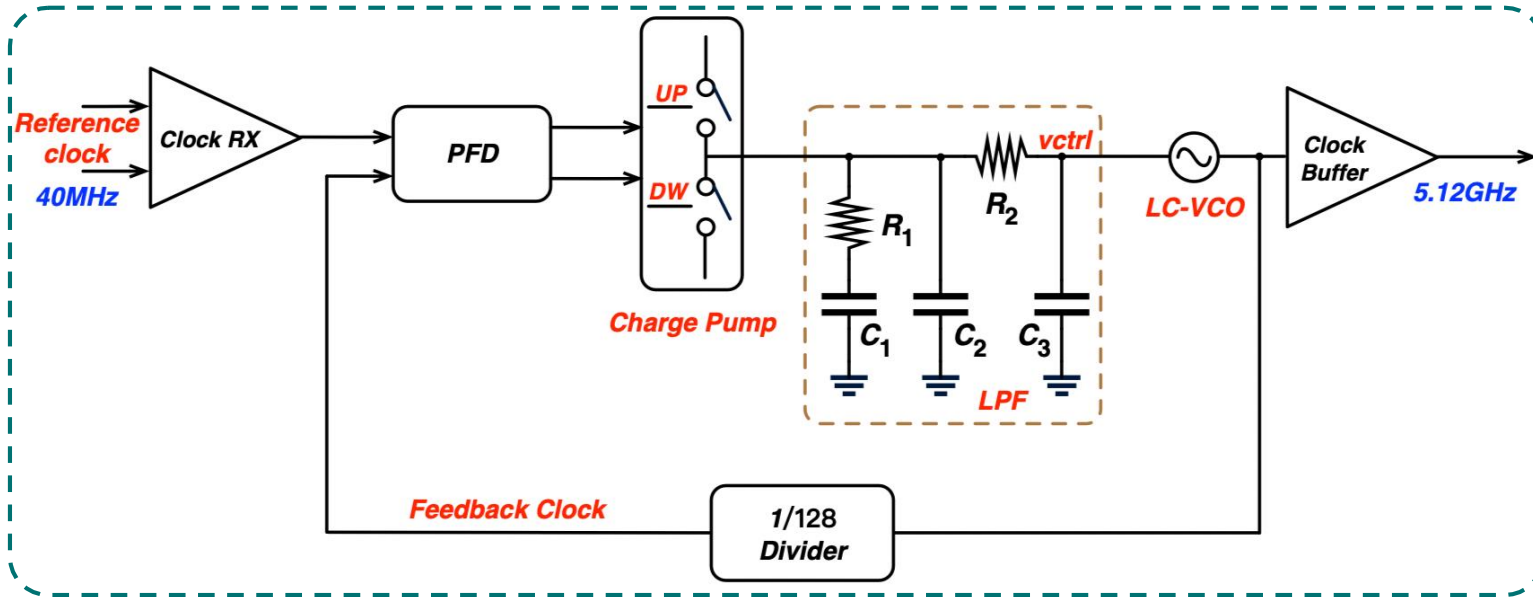 Reference
clock
40MHz
Clock RX
PFD
UP
DW
Charge Pump
R1
C1
C2
R2
C3
vctrl
LPF
LC-VCO
Clock
Buffer
5.12GHz
Feedback Clock
1/128
Divider